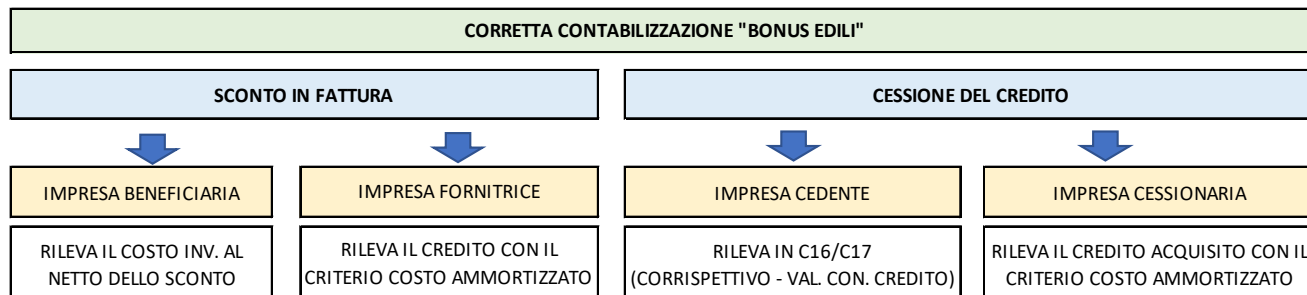 CORRETTA CONTABILIZZAZIONE "BONUS EDILI"
SCONTO IN FATTURA
CESSIONE DEL CREDITO
IMPRESA BENEFICIARIA
IMPRESA FORNITRICE
IMPRESA CEDENTE
IMPRESA CESSIONARIA
RILEVA IL COSTO INV. AL
NETTO DELLO SCONTO
RILEVA IL CREDITO CON IL
CRITERIO COSTO AMMORTIZZATO
RILEVA IN C16/C17
(CORRISPETTIVO - VAL. CON. CREDITO)
RILEVA IL CREDITO ACQUISITO CON IL
CRITERIO COSTO AMMORTIZZATO